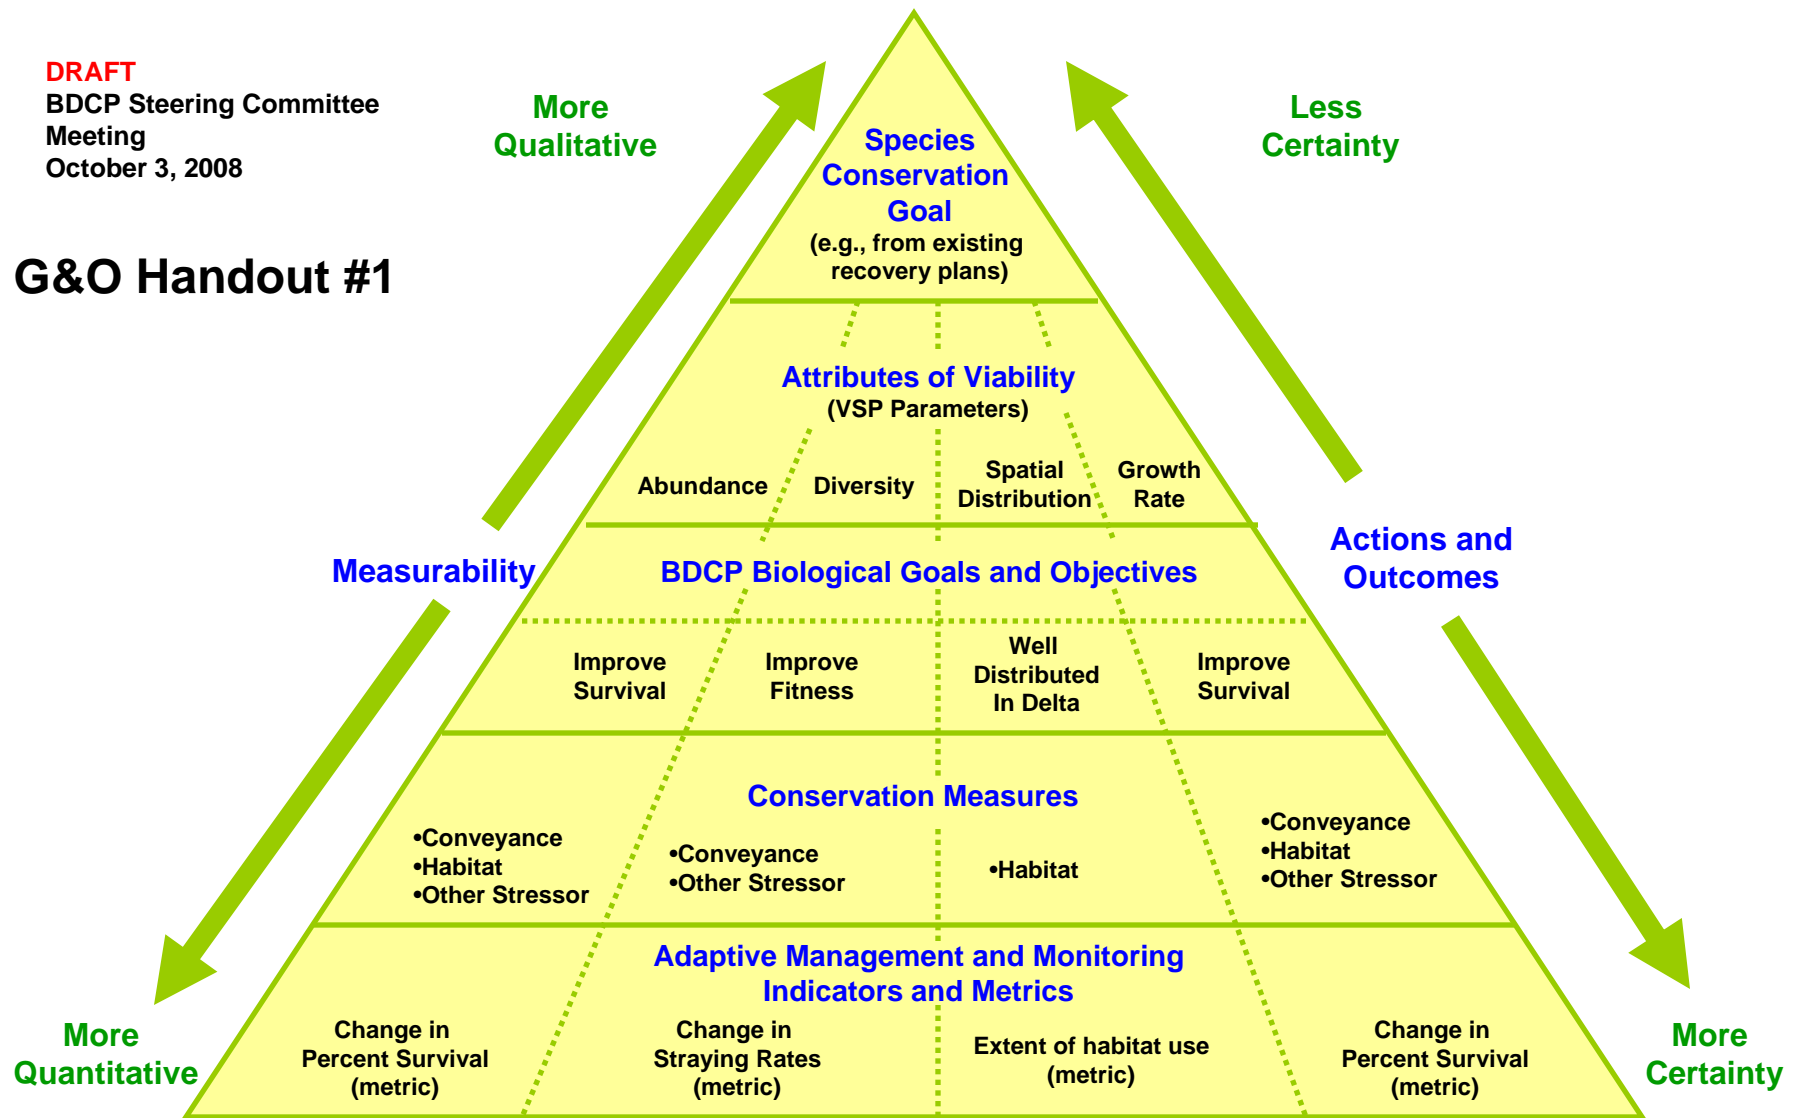 DRAFT
BDCP Steering Committee
Meeting
October 3, 2008
G&O Handout #1
More
Qualitative
Less
Certainty
Species
Conservation
Goal
(e.g., from existing
recovery plans)
Attributes of Viability
(VSP Parameters)
Abundance
Diversity
Spatial
Distribution
Growth
Rate
Measurability
Actions and
Outcomes
BDCP Biological Goals and Objectives
Improve
Survival
Improve
Fitness
Well
Distributed
In Delta
Improve
Survival
Conservation Measures
•Conveyance
•Habitat
•Other Stressor
•Conveyance
•Other Stressor
•Habitat
•Conveyance
•Habitat
•Other Stressor
Adaptive Management and Monitoring
Indicators and Metrics
Change in
Percent Survival
(metric)
Change in
Straying Rates
(metric)
Extent of habitat use
(metric)
Change in
Percent Survival
(metric)
More
Quantitative
More
Certainty